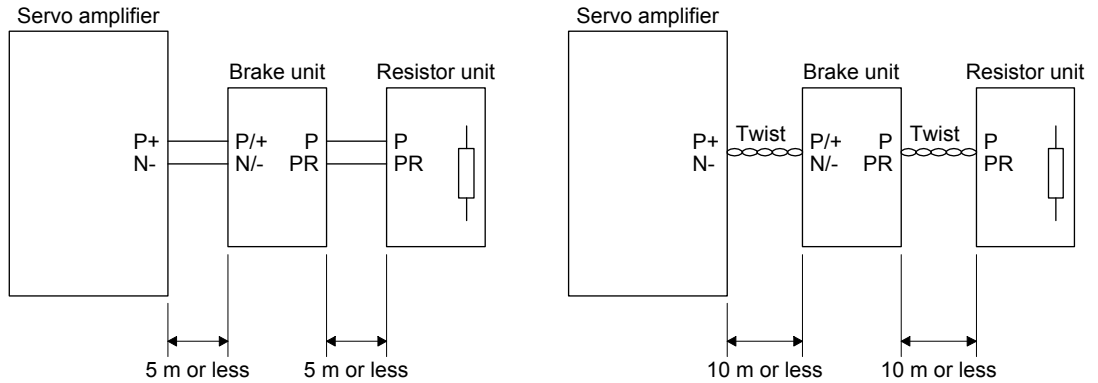 Servo amplifier
Brake unit
Resistor unit
P+
N-
P/+
N/-
P
PR
P
PR
5 m or less
5 m or less
Servo amplifier
Brake unit
Resistor unit
P+
N-
Twist
P/+
N/-
P
PR
Twist
P
PR
10 m or less
10 m or less